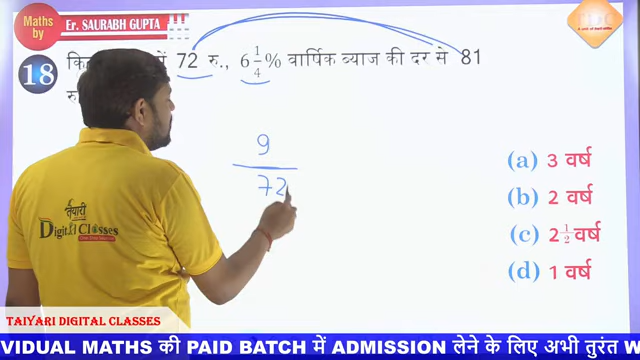 Maths
by
Er. SAURABH GUPTA
18
72 रु., 6 1/4 % वार्षिक ब्याज की दर से 81
9
72
(a) 3 वर्ष
(b) 2 वर्ष
(c) 2 1/2 वर्ष
(d) 1 वर्ष
तैयारी
Digital Classes
TAIYARI DIGITAL CLASSES
VIDUAL MATHS की PAID BATCH में ADMISSION लेने के लिए अभी तुरंत W